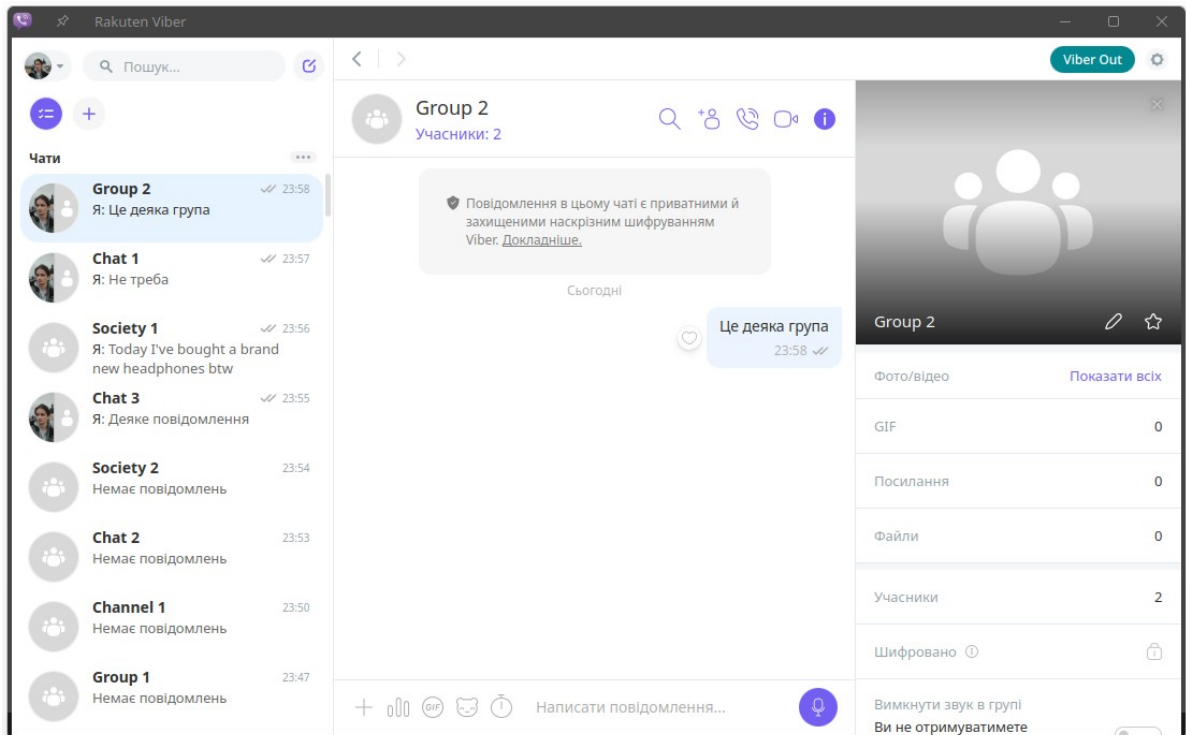 Rakuten Viber
Пошук...
Чати
Group 2
23:58
Я: Це деяка група
Chat 1
23:57
Я: Не треба
Society 1
23:56
Я: Today I've bought a brand
new headphones btw
Chat 3
23:55
Я: Деяке повідомлення
Society 2
23:54
Немає повідомлень
Chat 2
23:53
Немає повідомлень
Channel 1
23:50
Немає повідомлень
Group 1
23:47
Немає повідомлень
Group 2
Учасники: 2
Повідомлення в цьому чаті є приватними й
захищеними наскрізним шифруванням
Viber. Докладніше.
Сьогодні
Це деяка група
23:58
GIF
Написати повідомлення...
Viber Out
Group 2
Фото/відео
Показати всіх
GIF
0
Посилання
0
Файли
0
Учасники
2
Шифровано
Вимкнути звук в групі
Ви не отримуватимете